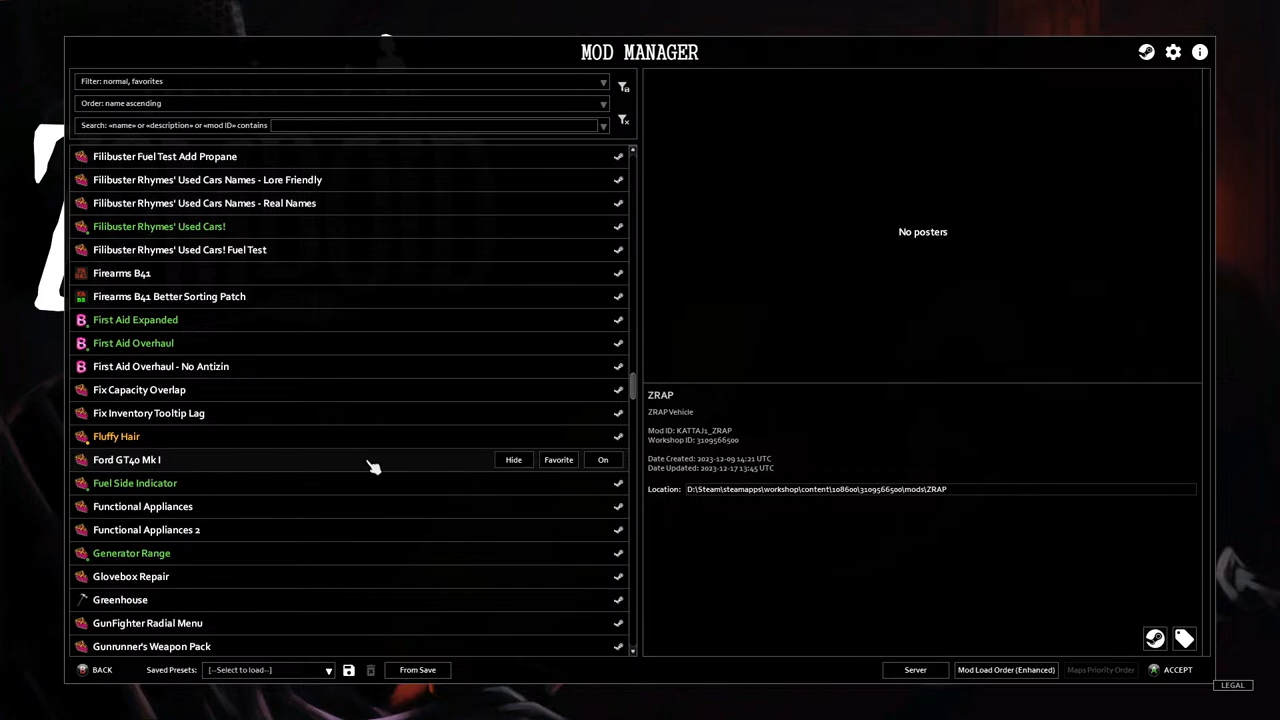 MOD MANAGER
Filter: normal, favorites
Order: name ascending
Search: «name» or «description» or «mod ID» contains
Filibuster Fuel Test Add Propane
Filibuster Rhymes' Used Cars Names - Lore Friendly
Filibuster Rhymes' Used Cars Names - Real Names
Filibuster Rhymes' Used Cars!
Filibuster Rhymes' Used Cars! Fuel Test
Firearms B41
Firearms B41 Better Sorting Patch
First Aid Expanded
First Aid Overhaul
First Aid Overhaul - No Antizin
Fix Capacity Overlap
Fix Inventory Tooltip Lag
Fluffy Hair
Ford GT40 Mk I
Hide
Favorite
On
Fuel Side Indicator
Functional Appliances
Functional Appliances 2
Generator Range
Glovebox Repair
Greenhouse
GunFighter Radial Menu
Gunrunner's Weapon Pack
No posters
ZRAP
ZRAP Vehicle
Mod ID: KATTAJ1_ZRAP
Workshop ID: 3109566500
Date Created: 2023-12-09 14:21 UTC
Date Updated: 2023-12-17 13:45 UTC
Location: D:\Steam\steamapps\workshop\content\108600\3109566500\mods\ZRAP
B BACK
Saved Presets: [--Select to load--]
From Save
Server
Mod Load Order (Enhanced)
Maps Priority Order
A ACCEPT
LEGAL